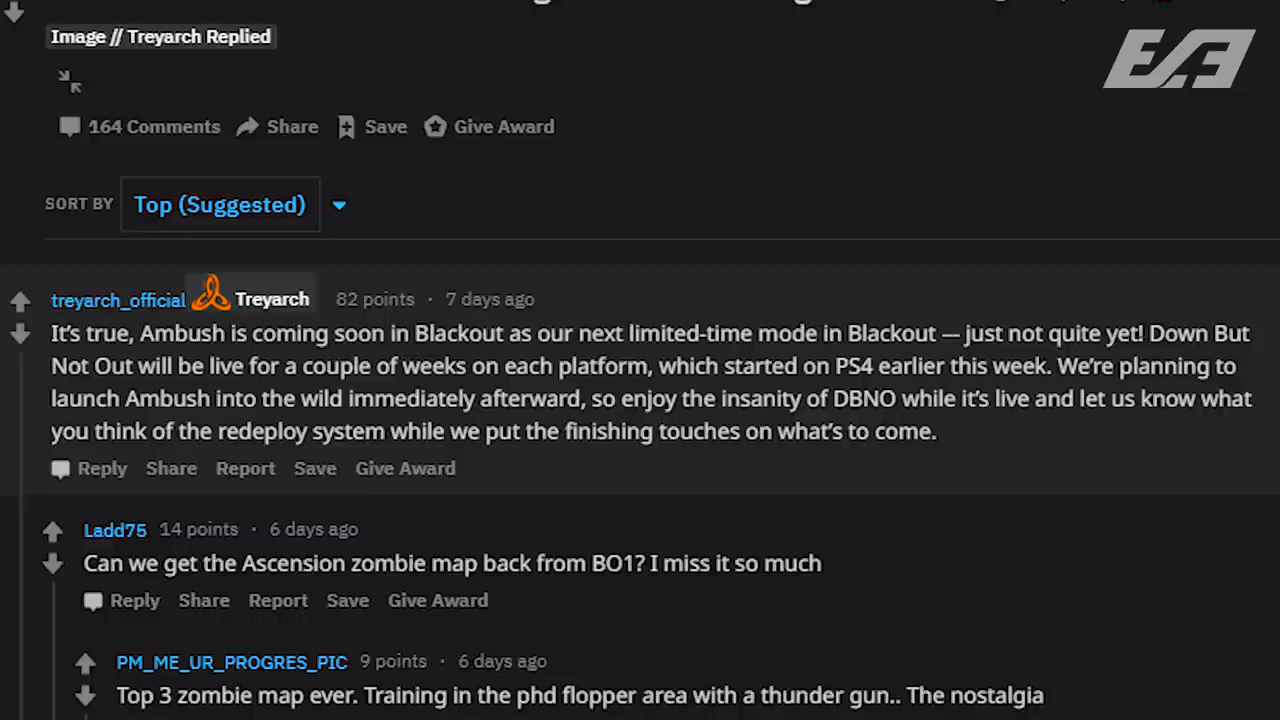 Image // Treyarch Replied
164 Comments Share Save Give Award
SORT BY Top (Suggested)
treyarch_official Treyarch 82 points · 7 days ago
It's true, Ambush is coming soon in Blackout as our next limited-time mode in Blackout — just not quite yet! Down But
Not Out will be live for a couple of weeks on each platform, which started on PS4 earlier this week. We're planning to
launch Ambush into the wild immediately afterward, so enjoy the insanity of DBNO while it's live and let us know what
you think of the redeploy system while we put the finishing touches on what's to come.
Reply Share Report Save Give Award
Ladd75 14 points · 6 days ago
Can we get the Ascension zombie map back from BO1? I miss it so much
Reply Share Report Save Give Award
PM_ME_UR_PROGRES_PIC 9 points · 6 days ago
Top 3 zombie map ever. Training in the phd flopper area with a thunder gun.. The nostalgia